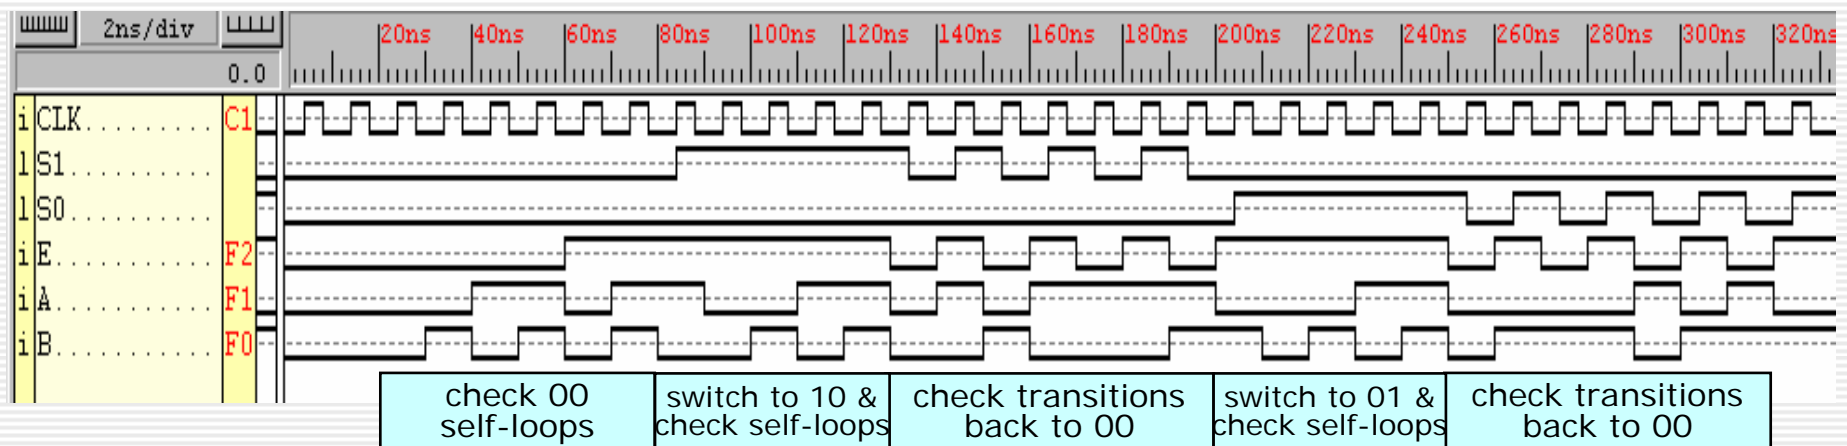 2ns/div
20ns 40ns 60ns 80ns 100ns 120ns 140ns 160ns 180ns 200ns 220ns 240ns 260ns 280ns 300ns 320ns
0.0
i CLK......... C1
l S1..........
l S0..........
i E........... F2
i A........... F1
i B........... F0
check 00
self-loops
switch to 10 &
check self-loops
check transitions
back to 00
switch to 01 &
check self-loops
check transitions
back to 00